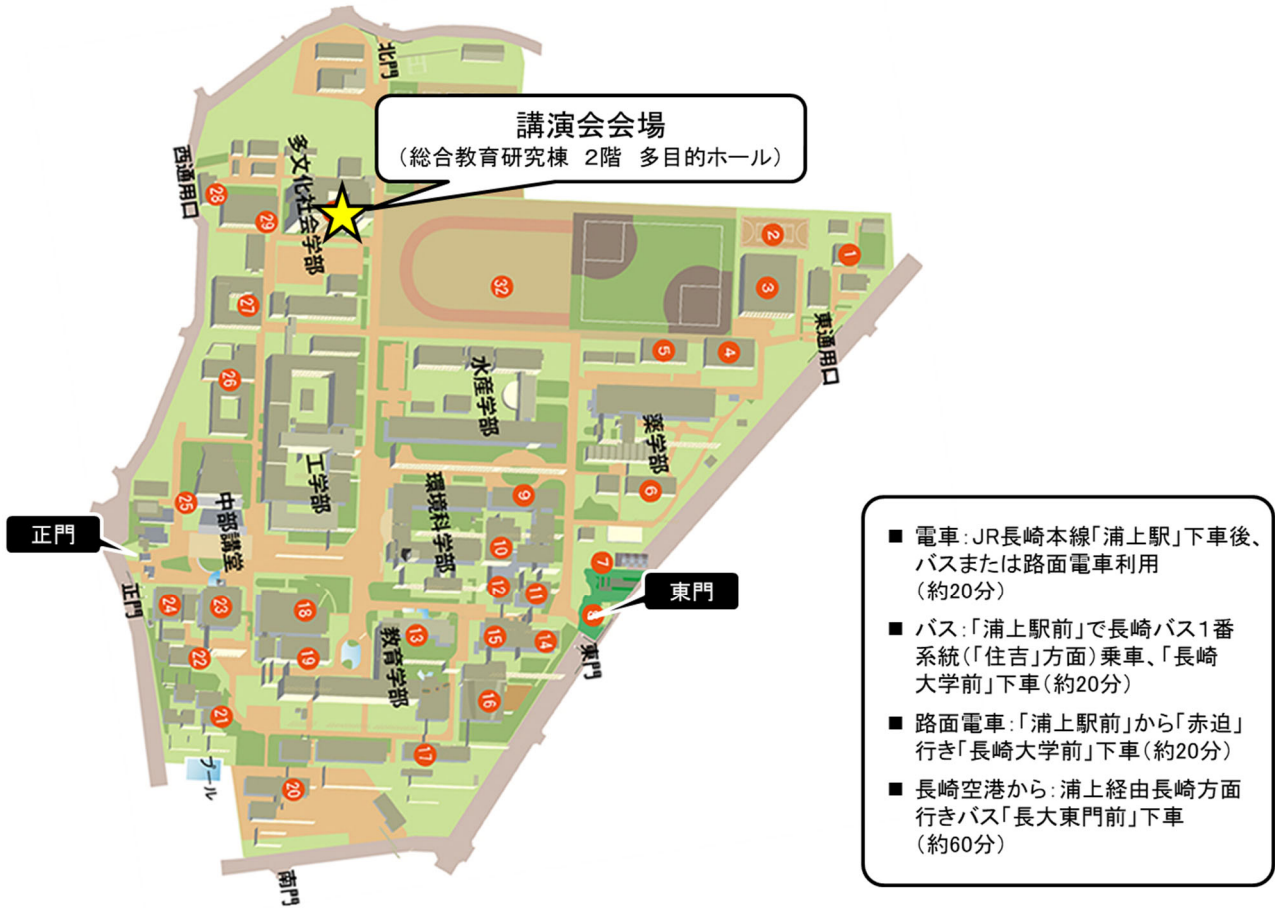 北門
講演会会場
（総合教育研究棟 2階 多目的ホール）
西通用口
多文化社会学部
28
29
2
1
3
32
27
東通用口
5
4
26
水産学部
薬学部
工学部
6
25
中部講堂
環境科学部
9
10
正門
7
12
11
東門
8
正門
24
23
18
13
教育学部
15
14
東門
22
19
16
21
17
プール
20
南門
■ 電車：JR長崎本線「浦上駅」下車後、
バスまたは路面電車利用
（約20分）
■ バス：「浦上駅前」で長崎バス1番
系統（「住吉」方面）乗車、「長崎
大学前」下車（約20分）
■ 路面電車：「浦上駅前」から「赤迫」
行き「長崎大学前」下車（約20分）
■ 長崎空港から：浦上経由長崎方面
行きバス「長大東門前」下車
（約60分）